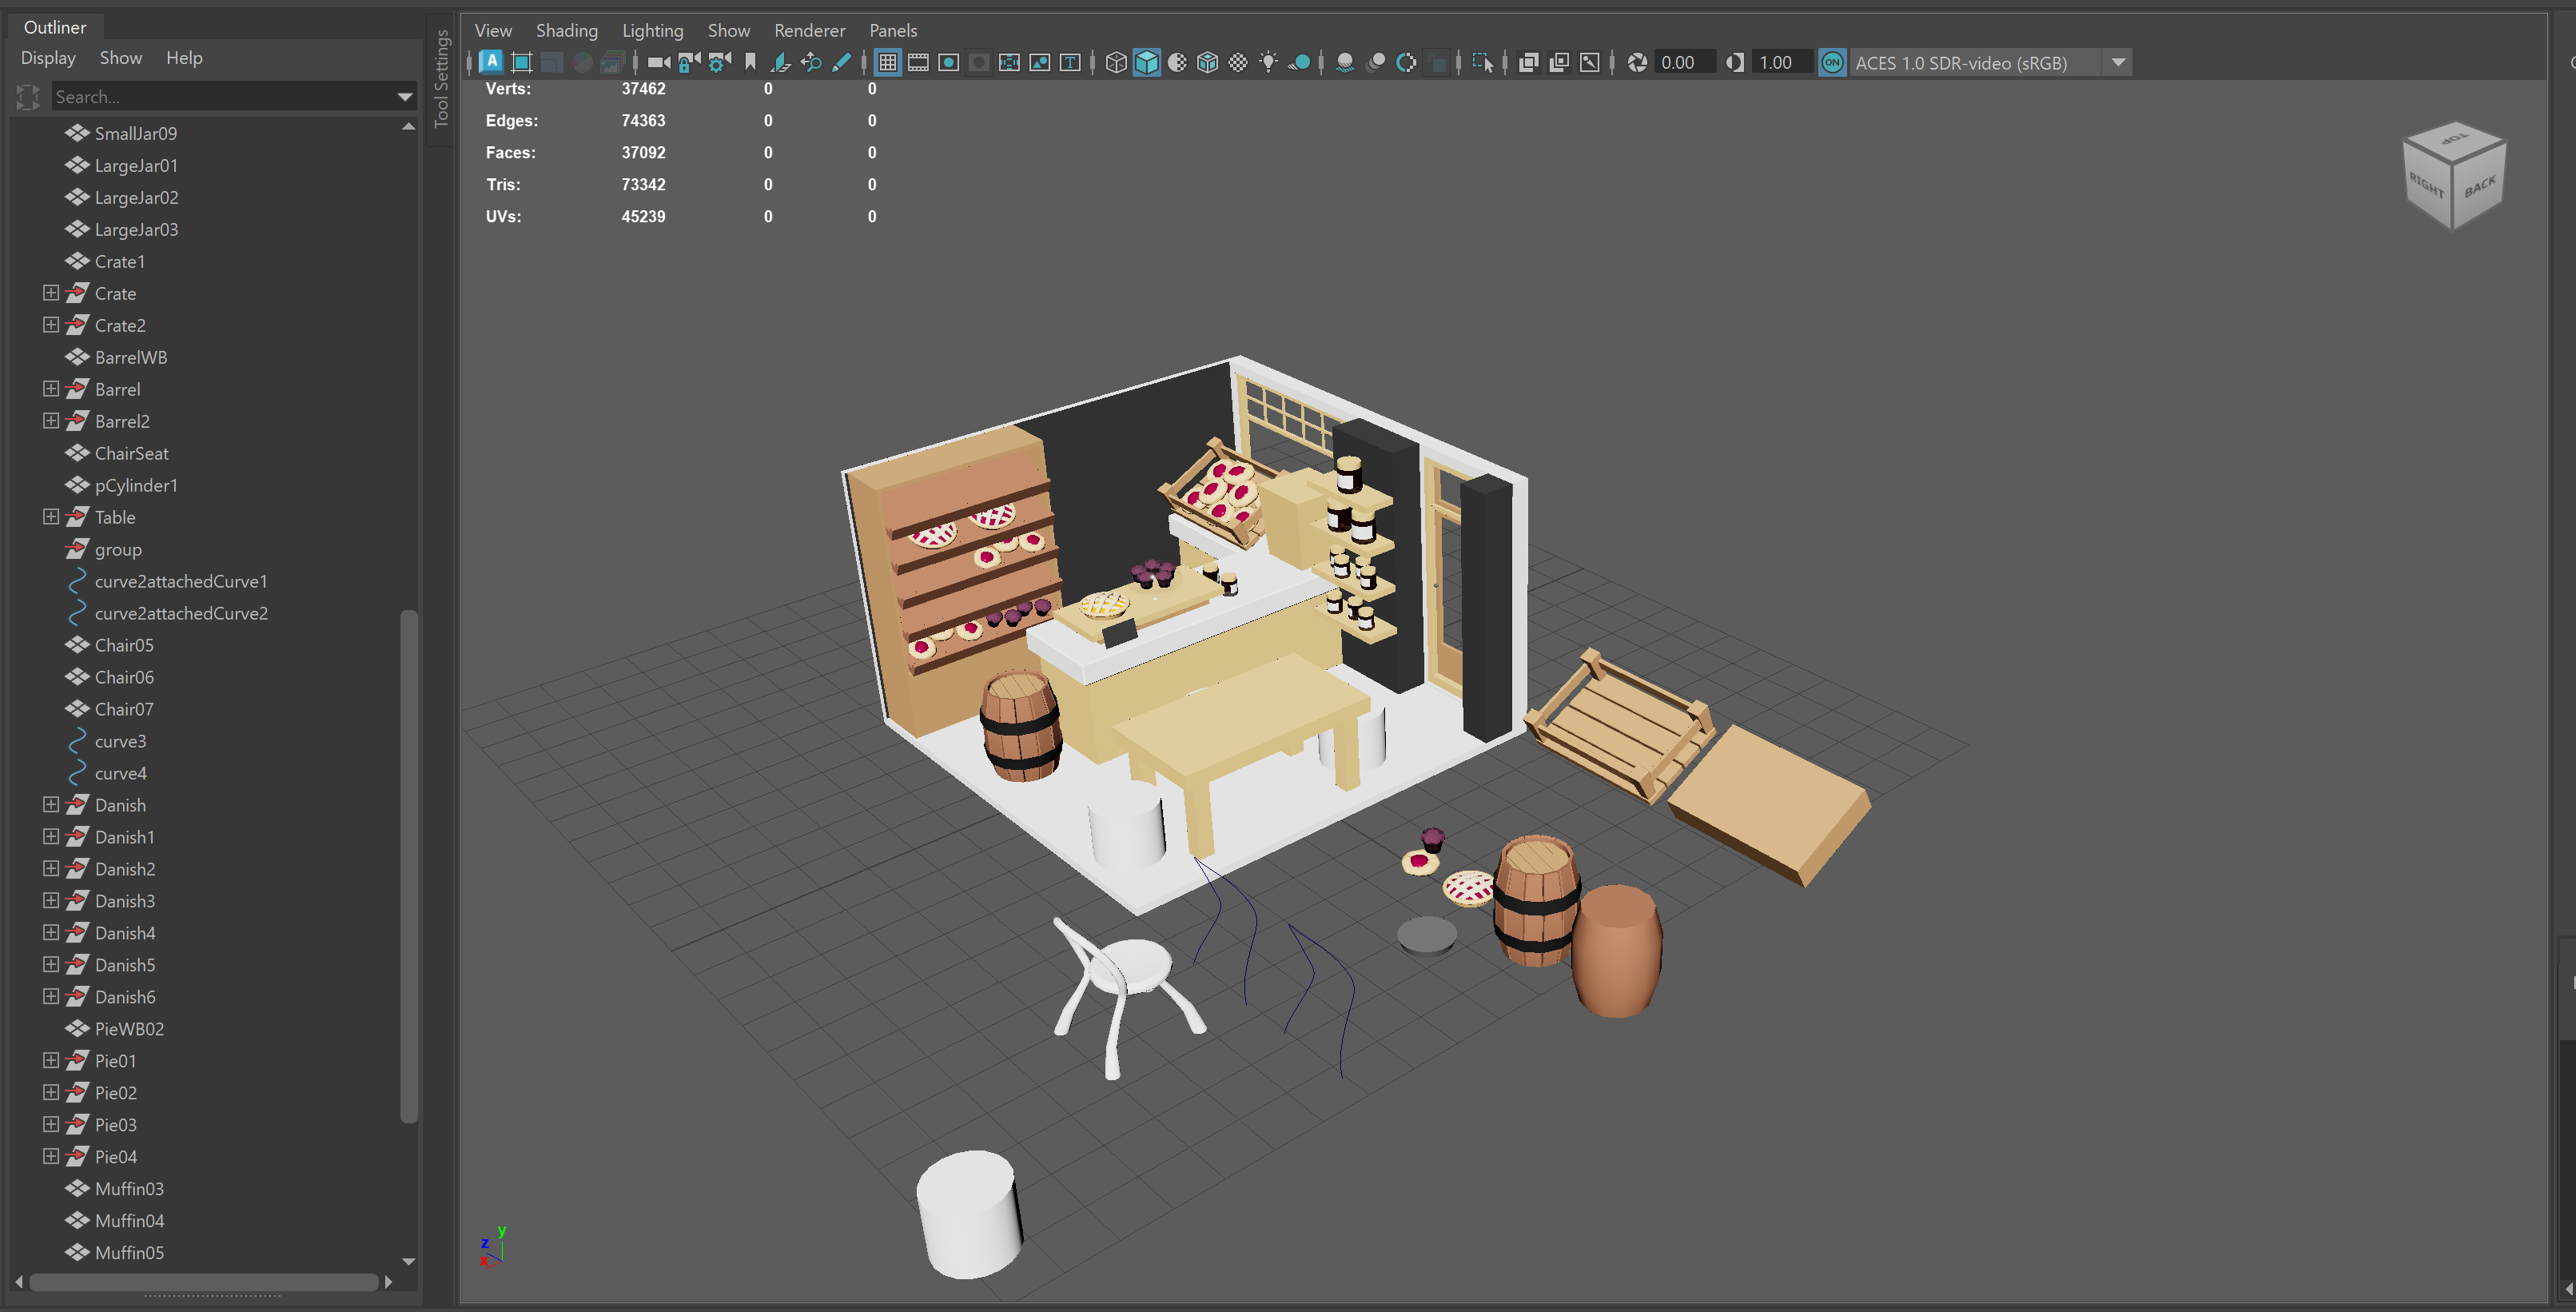 Outliner
Display Show Help
Search...
SmallJar09
LargeJar01
LargeJar02
LargeJar03
Crate1
Crate
Crate2
BarrelWB
Barrel
Barrel2
ChairSeat
pCylinder1
Table
group
curve2attachedCurve1
curve2attachedCurve2
Chair05
Chair06
Chair07
curve3
curve4
Danish
Danish1
Danish2
Danish3
Danish4
Danish5
Danish6
PieWB02
Pie01
Pie02
Pie03
Pie04
Muffin03
Muffin04
Muffin05
Tool Settings
View Shading Lighting Show Renderer Panels
A T 0.00 1.00 ON ACES 1.0 SDR-video (sRGB)
Verts: 37462 0 0
Edges: 74363 0 0
Faces: 37092 0 0
Tris: 73342 0 0
UVs: 45239 0 0
TOP
RIGHT BACK
y
z
x